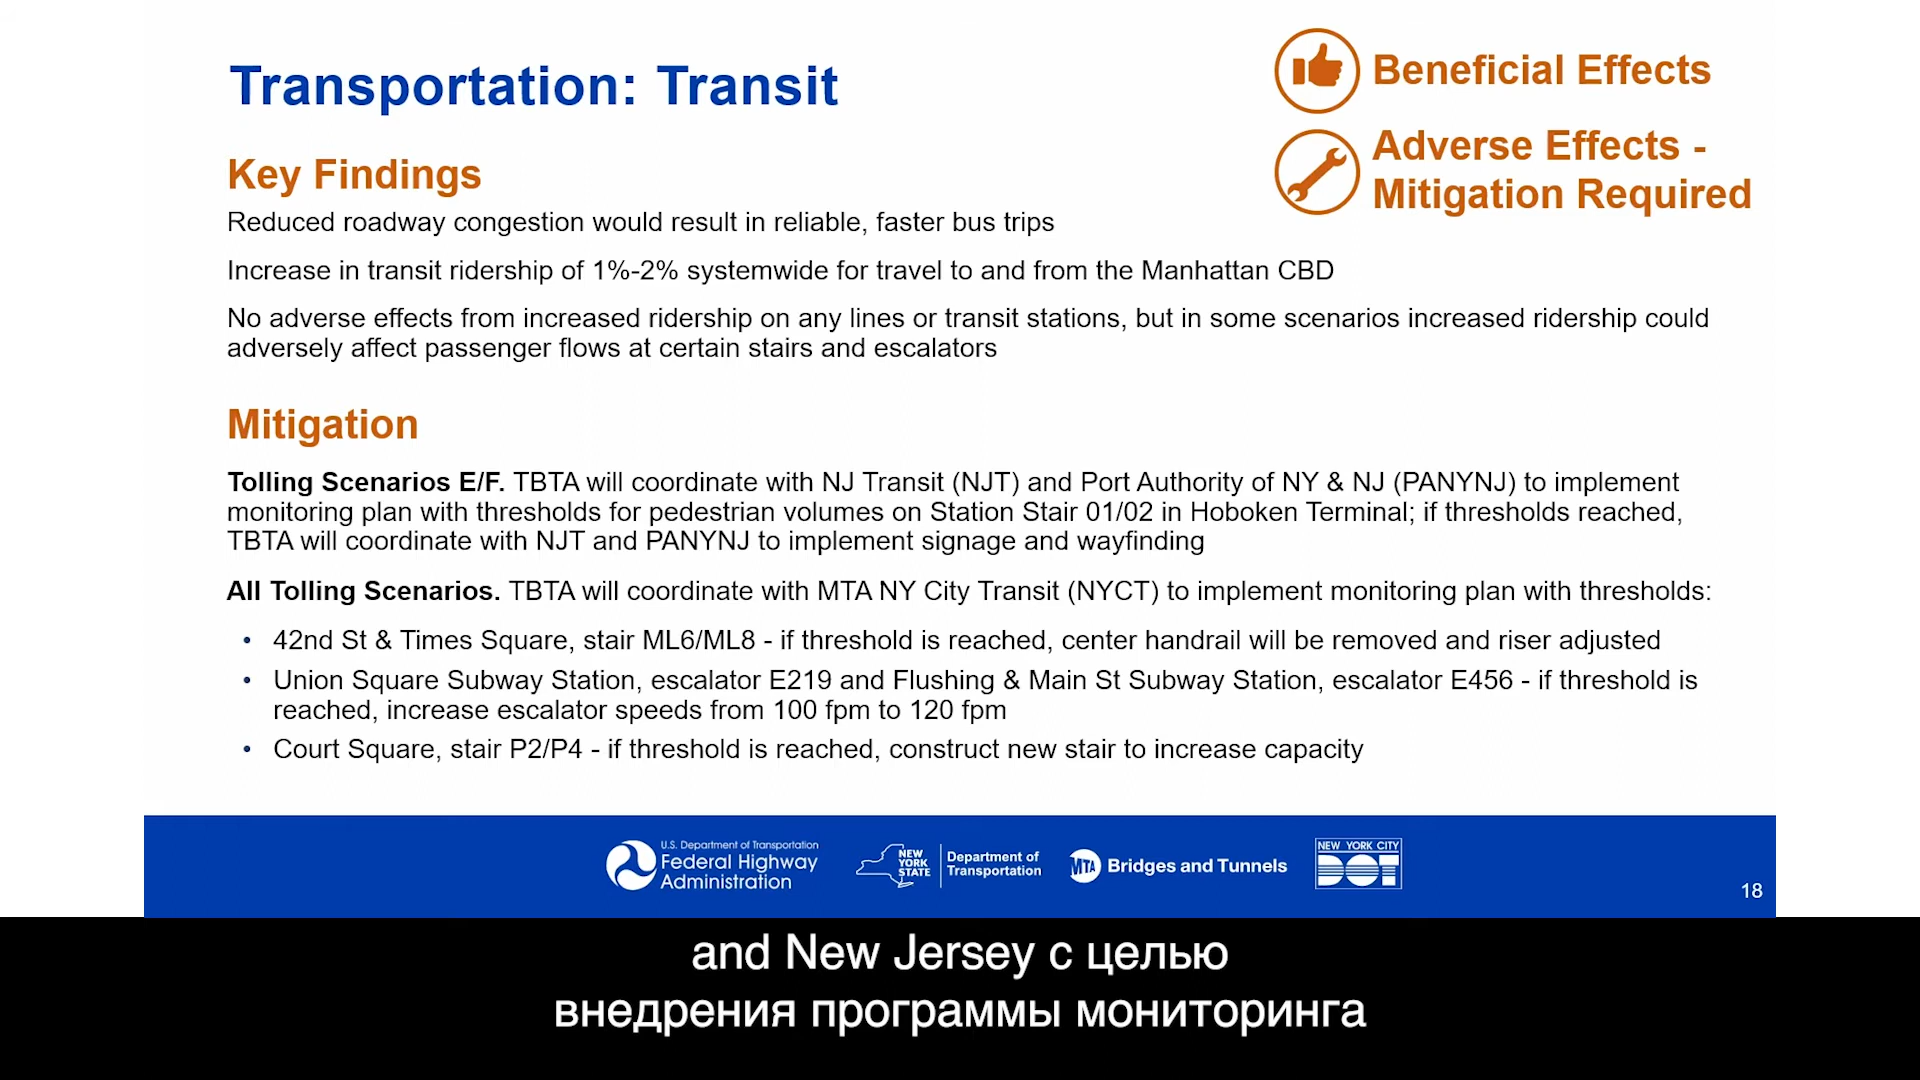 Transportation: Transit
Beneficial Effects
Adverse Effects -
Mitigation Required
Key Findings
Reduced roadway congestion would result in reliable, faster bus trips
Increase in transit ridership of 1%-2% systemwide for travel to and from the Manhattan CBD
No adverse effects from increased ridership on any lines or transit stations, but in some scenarios increased ridership could
adversely affect passenger flows at certain stairs and escalators
Mitigation
Tolling Scenarios E/F. TBTA will coordinate with NJ Transit (NJT) and Port Authority of NY & NJ (PANYNJ) to implement
monitoring plan with thresholds for pedestrian volumes on Station Stair 01/02 in Hoboken Terminal; if thresholds reached,
TBTA will coordinate with NJT and PANYNJ to implement signage and wayfinding
All Tolling Scenarios. TBTA will coordinate with MTA NY City Transit (NYCT) to implement monitoring plan with thresholds:
• 42nd St & Times Square, stair ML6/ML8 - if threshold is reached, center handrail will be removed and riser adjusted
• Union Square Subway Station, escalator E219 and Flushing & Main St Subway Station, escalator E456 - if threshold is
reached, increase escalator speeds from 100 fpm to 120 fpm
• Court Square, stair P2/P4 - if threshold is reached, construct new stair to increase capacity
U.S. Department of Transportation
Federal Highway
Administration
NEW
YORK
STATE
Department of
Transportation
MTA Bridges and Tunnels
NEW YORK CITY
DOT
18
and New Jersey с целью
внедрения программы мониторинга